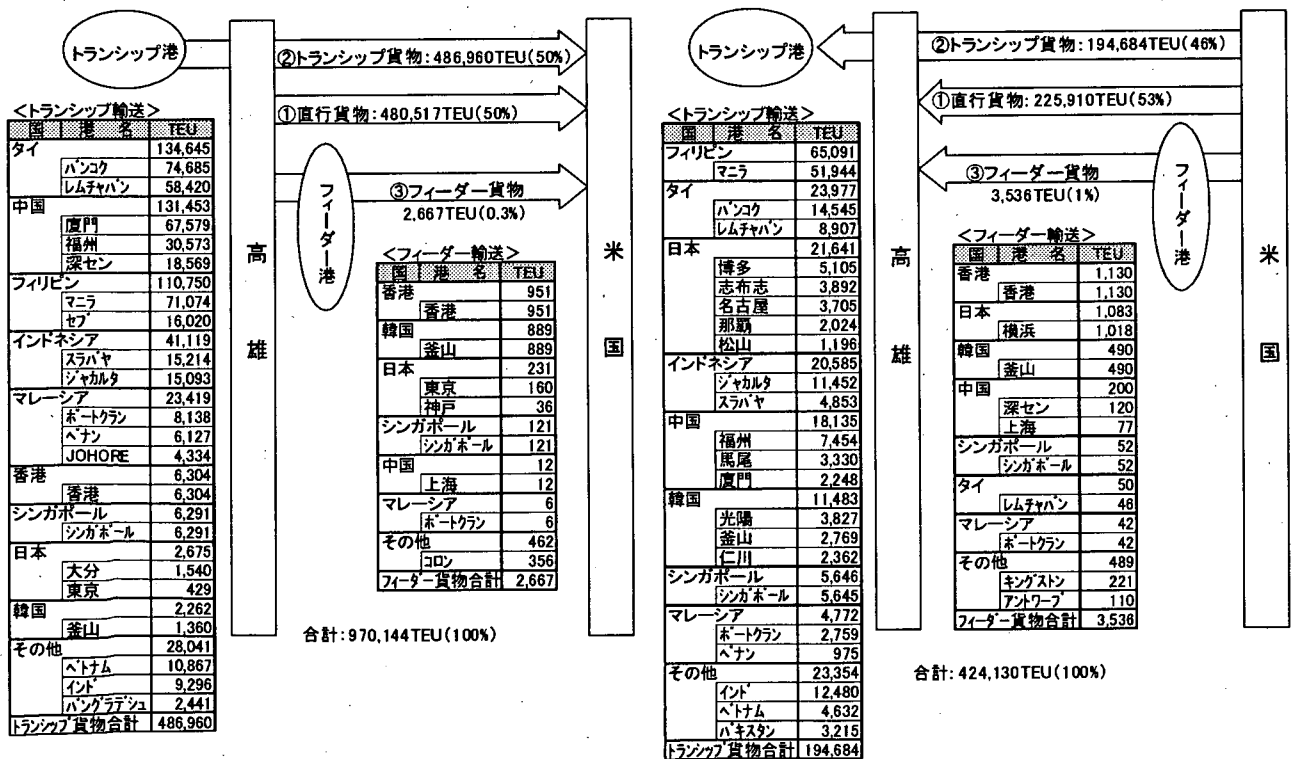 トランシップ港
高雄
②トランシップ貨物:486,960TEU(50%)
①直行貨物:480,517TEU(50%)
フィーダー港
③フィーダー貨物
2,667TEU(0.3%)
米国
<トランシップ輸送>
国 港 名 TEU
タイ 134,645
バンコク 74,685
レムチャバン 58,420
中国 131,453
廈門 67,579
福州 30,573
深セン 18,569
フィリピン 110,750
マニラ 71,074
セブ 16,020
インドネシア 41,119
スラバヤ 15,214
ジャカルタ 15,093
マレーシア 23,419
ポートクラン 8,138
ペナン 6,127
JOHORE 4,334
香港 6,304
香港 6,304
シンガポール 6,291
シンガポール 6,291
日本 2,675
大分 1,540
東京 429
韓国 2,262
釜山 1,360
その他 28,041
ベトナム 10,867
インド 9,296
バングラデシュ 2,441
トランシップ貨物合計 486,960
<フィーダー輸送>
国 港 名 TEU
香港 951
香港 951
韓国 889
釜山 889
日本 231
東京 160
神戸 36
シンガポール 121
シンガポール 121
中国 12
上海 12
マレーシア 6
ポートクラン 6
その他 462
コロン 356
フィーダー貨物合計 2,667
合計:970,144TEU(100%)
トランシップ港
高雄
②トランシップ貨物:194,684TEU(46%)
①直行貨物:225,910TEU(53%)
③フィーダー貨物
3,536TEU(1%)
フィーダー港
米国
<トランシップ輸送>
国 港 名 TEU
フィリピン 65,091
マニラ 51,944
タイ 23,977
バンコク 14,545
レムチャバン 8,907
日本 21,641
博多 5,105
志布志 3,892
名古屋 3,705
那覇 2,024
松山 1,196
インドネシア 20,585
ジャカルタ 11,452
スラバヤ 4,853
中国 18,135
福州 7,454
馬尾 3,330
廈門 2,248
韓国 11,483
光陽 3,827
釜山 2,769
仁川 2,362
シンガポール 5,646
シンガポール 5,645
マレーシア 4,772
ポートクラン 2,759
ペナン 975
その他 23,354
インド 12,480
ベトナム 4,632
パキスタン 3,215
トランシップ貨物合計 194,684
<フィーダー輸送>
国 港 名 TEU
香港 1,130
香港 1,130
日本 1,083
横浜 1,018
韓国 490
釜山 490
中国 200
深セン 120
上海 77
シンガポール 52
シンガポール 52
タイ 50
レムチャバン 46
マレーシア 42
ポートクラン 42
その他 489
キングストン 221
アントワープ 110
フィーダー貨物合計 3,536
合計:424,130TEU(100%)